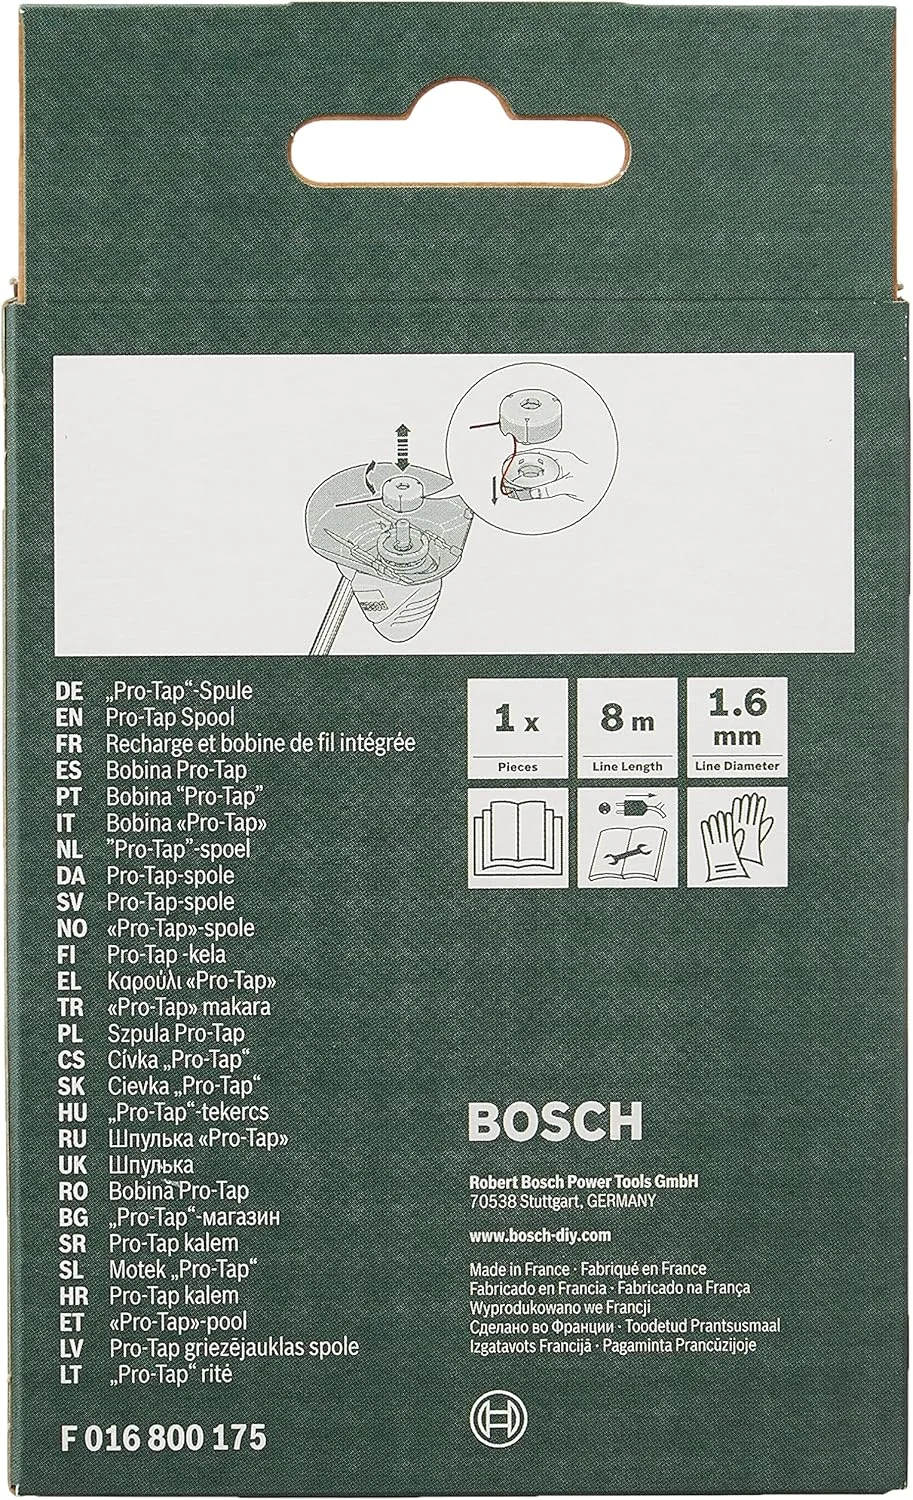 DE „Pro-Tap“-Spule
EN Pro-Tap Spool
FR Recharge et bobine de fil intégrée
ES Bobina Pro-Tap
PT Bobina “Pro-Tap”
IT Bobina «Pro-Tap»
NL ”Pro-Tap”-spoel
DA Pro-Tap-spole
SV Pro-Tap-spole
NO «Pro-Tap»-spole
FI Pro-Tap -kela
EL Καρούλι «Pro-Tap»
TR «Pro-Tap» makara
PL Szpula Pro-Tap
CS Cívka „Pro-Tap“
SK Cievka „Pro-Tap“
HU „Pro-Tap“-tekercs
RU Шпулька «Pro-Tap»
UK Шпулька
RO Bobina Pro-Tap
BG „Pro-Tap“-магазин
SR Pro-Tap kalem
SL Motek „Pro-Tap“
HR Pro-Tap kalem
ET «Pro-Tap»-pool
LV Pro-Tap griezējauklas spole
LT „Pro-Tap“ ritė
F 016 800 175
1 x
Pieces
8 m
Line Length
1.6
mm
Line Diameter
BOSCH
Robert Bosch Power Tools GmbH
70538 Stuttgart, GERMANY
www.bosch-diy.com
Made in France · Fabriqué en France
Fabricado en Francia · Fabricado na França
Wyprodukowano we Francji
Сделано во Франции · Toodetud Prantsusmaal
Izgatavots Francijā · Pagaminta Prancūzijoje